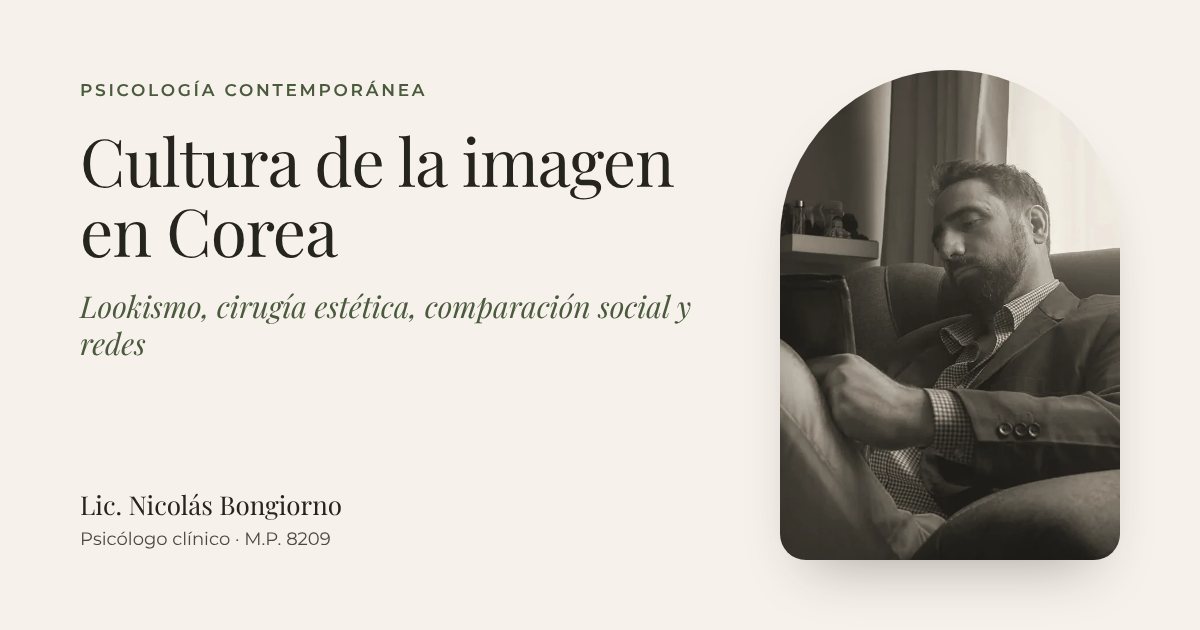 PSICOLOGÍA CONTEMPORÁNEA
Cultura de la imagen
en Corea
Lookismo, cirugía estética, comparación social y
redes
Lic. Nicolás Bongiorno
Psicólogo clínico · M.P. 8209